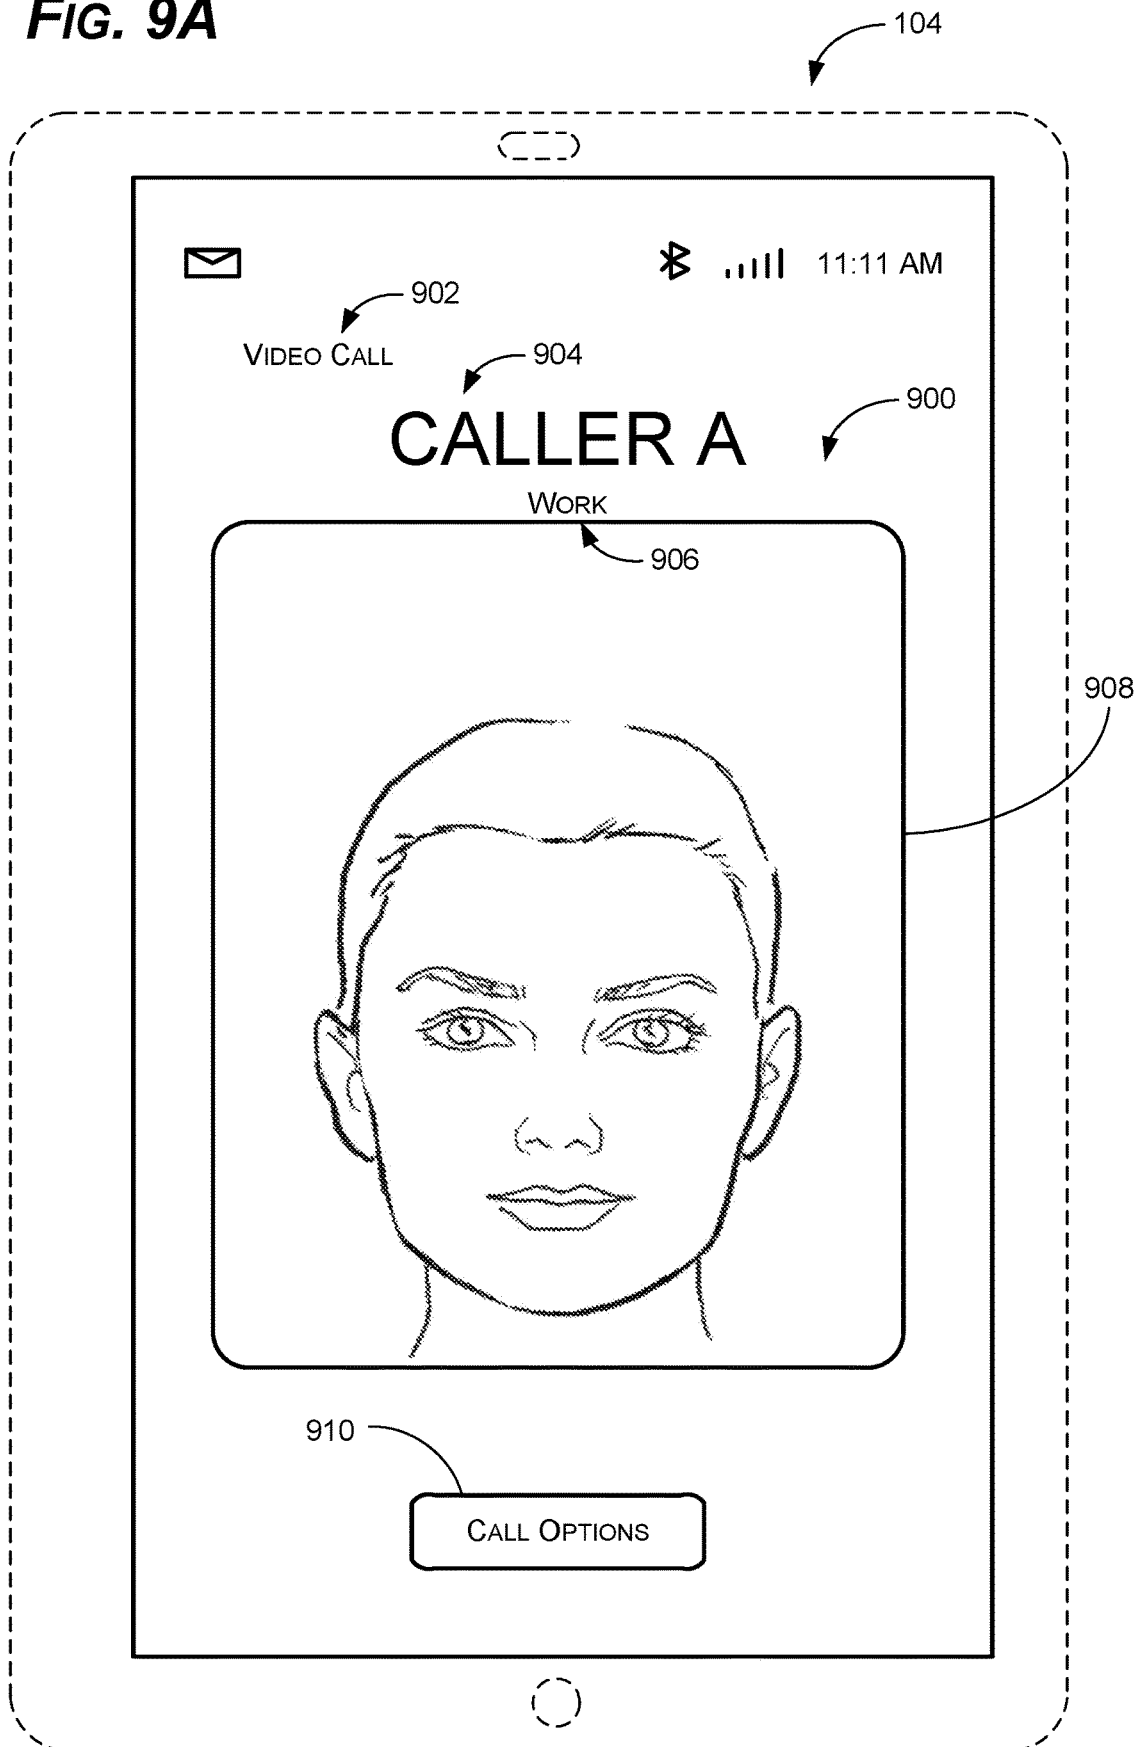 FIG. 9A
104
11:11 AM
902
VIDEO CALL
904
CALLER A
900
WORK
906
908
910
CALL OPTIONS